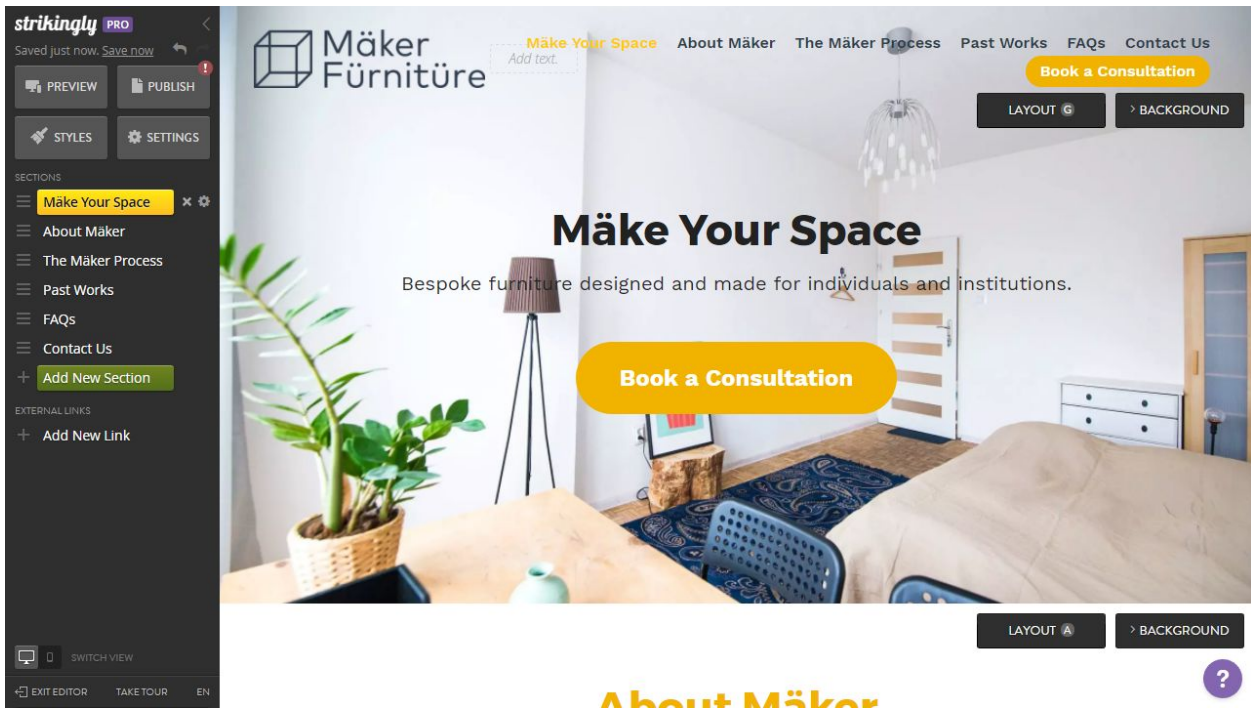 strikingly PRO
Saved just now. Save now
PREVIEW
PUBLISH
!
STYLES
SETTINGS
SECTIONS
Mäke Your Space
About Mäker
The Mäker Process
Past Works
FAQs
Contact Us
Add New Section
EXTERNAL LINKS
Add New Link
SWITCH VIEW
EXIT EDITOR TAKE TOUR EN
Mäker
Fürnitüre
Add text.
Mäke Your Space About Mäker The Mäker Process Past Works FAQs Contact Us
Book a Consultation
LAYOUT G
> BACKGROUND
Mäke Your Space
Bespoke furniture designed and made for individuals and institutions.
Book a Consultation
LAYOUT A
> BACKGROUND
About Mäker
?